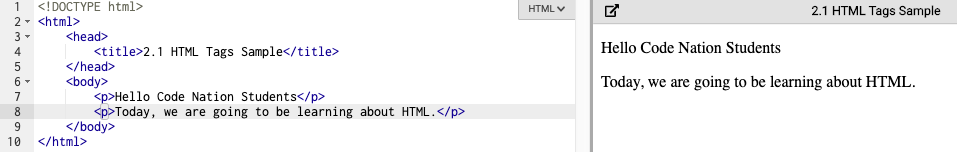 1 <!DOCTYPE html>
2 <html>
3     <head>
4         <title>2.1 HTML Tags Sample</title>
5     </head>
6     <body>
7         <p>Hello Code Nation Students</p>
8         <p>Today, we are going to be learning about HTML.</p>
9     </body>
10 </html>
HTML
2.1 HTML Tags Sample
Hello Code Nation Students
Today, we are going to be learning about HTML.